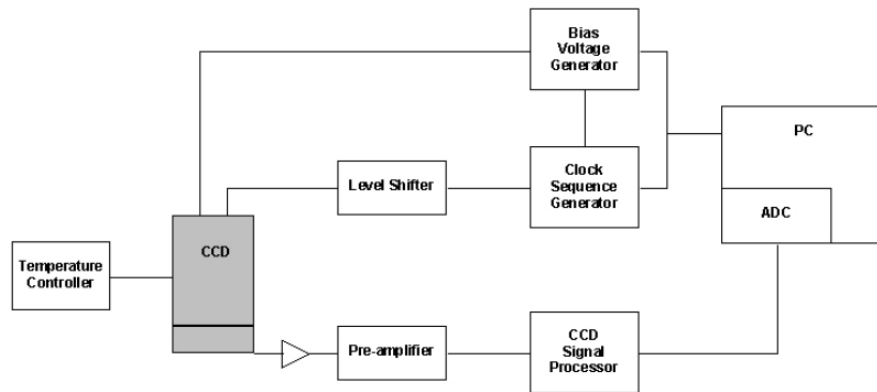 Bias
Voltage
Generator
PC
Level Shifter
Clock
Sequence
Generator
ADC
CCD
Temperature
Controller
Pre-amplifier
CCD
Signal
Processor